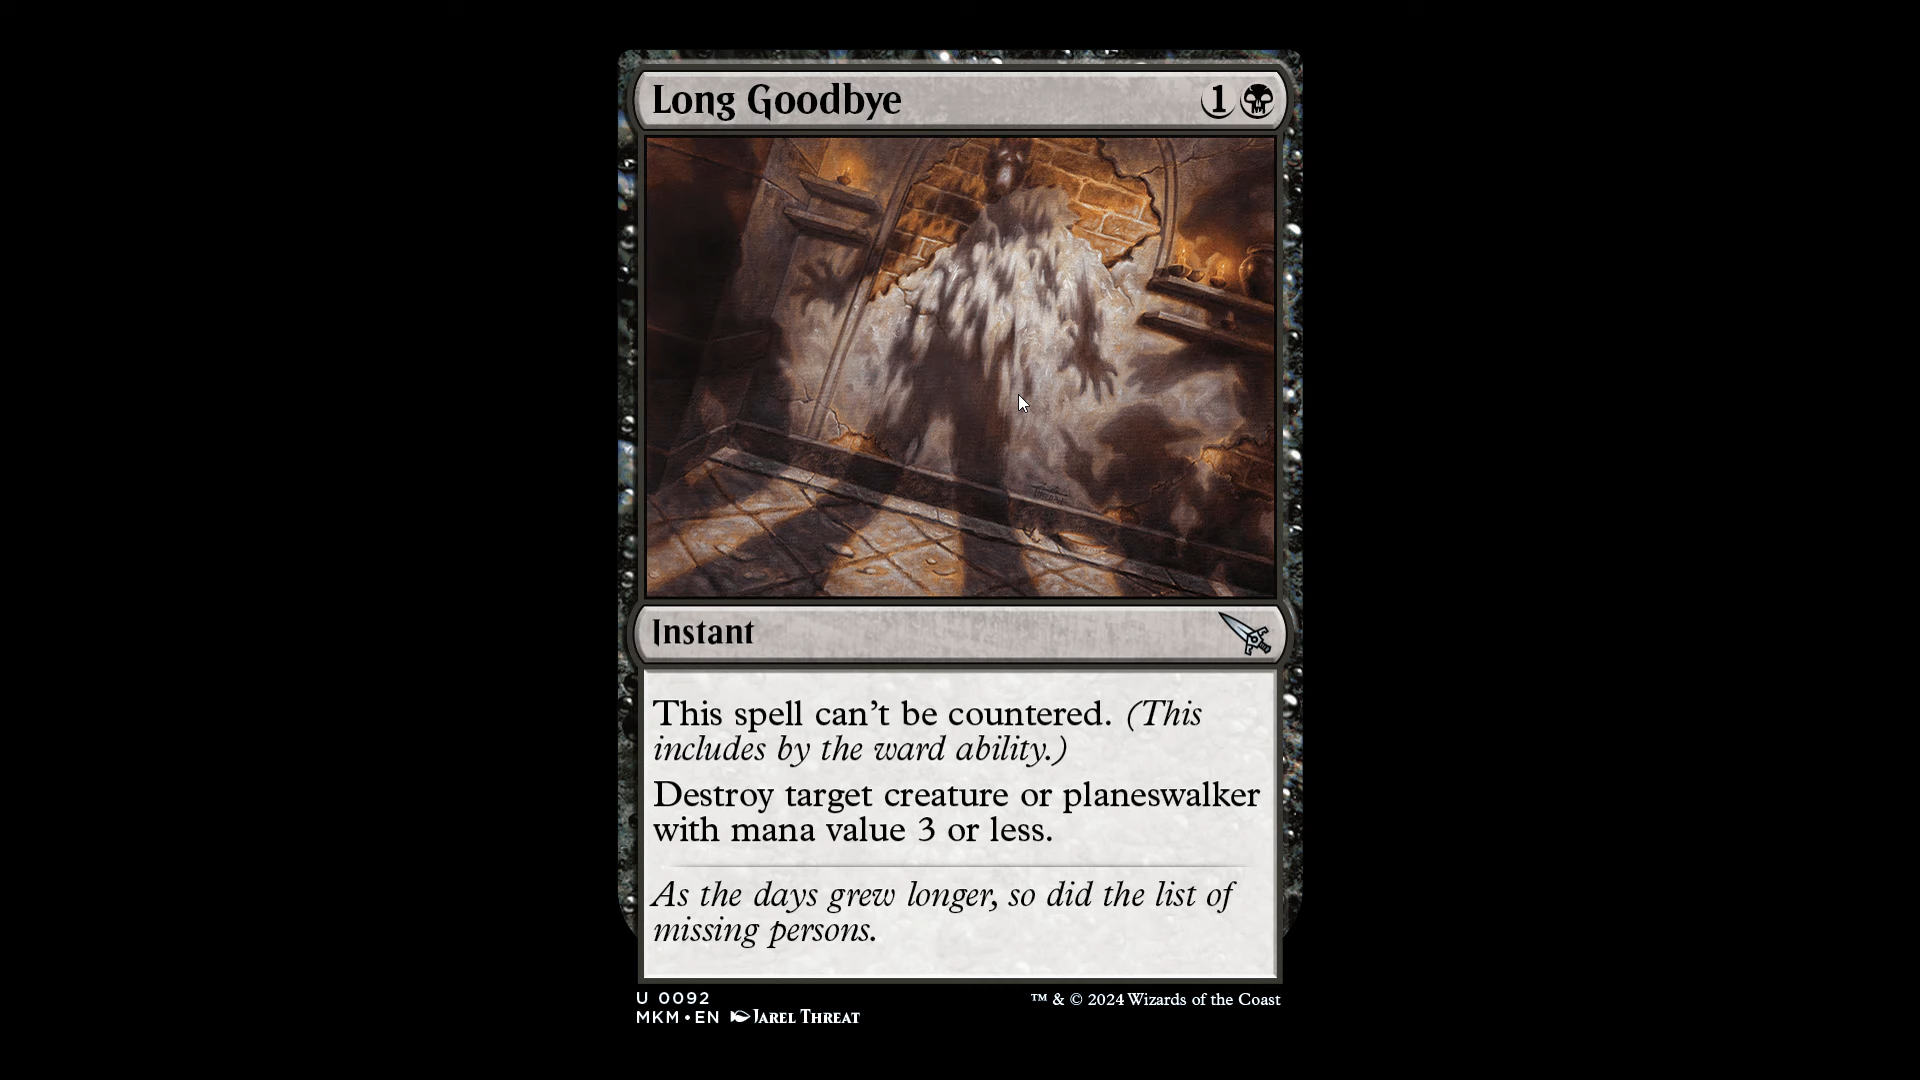 Long Goodbye 1
Instant
This spell can't be countered. (This
includes by the ward ability.)
Destroy target creature or planeswalker
with mana value 3 or less.
As the days grew longer, so did the list of
missing persons.
U 0092
MKM • EN JAREL THREAT
™ & © 2024 Wizards of the Coast